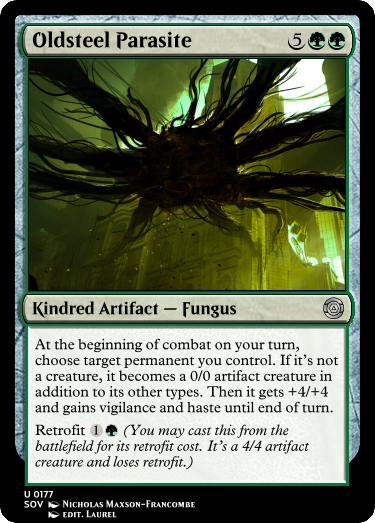 Oldsteel Parasite 5
Kindred Artifact — Fungus
At the beginning of combat on your turn,
choose target permanent you control. If it's not
a creature, it becomes a 0/0 artifact creature in
addition to its other types. Then it gets +4/+4
and gains vigilance and haste until end of turn.
Retrofit 1 (You may cast this from the
battlefield for its retrofit cost. It's a 4/4 artifact
creature and loses retrofit.)
U 0177
SOV Nicholas Maxson-Francombe
edit. Laurel